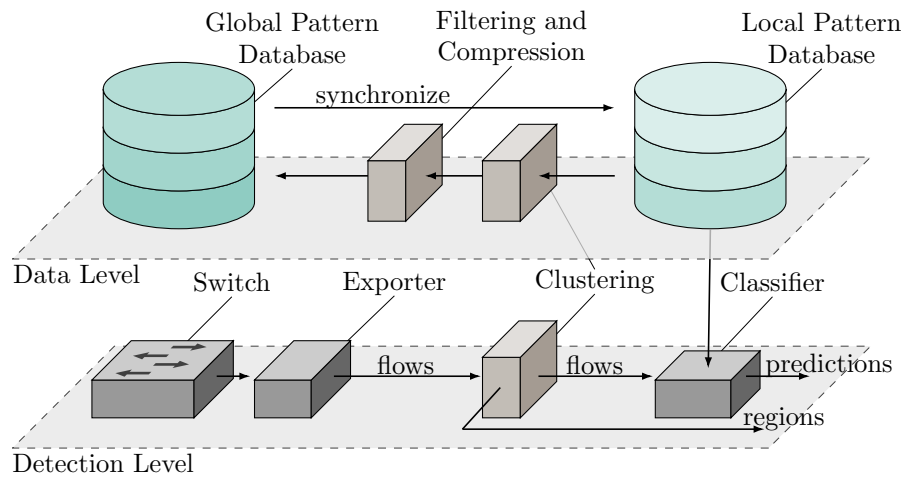 Global Pattern
Database
Filtering and
Compression
Local Pattern
Database
synchronize
Data Level
Switch
Exporter
Clustering
Classifier
flows
flows
predictions
regions
Detection Level